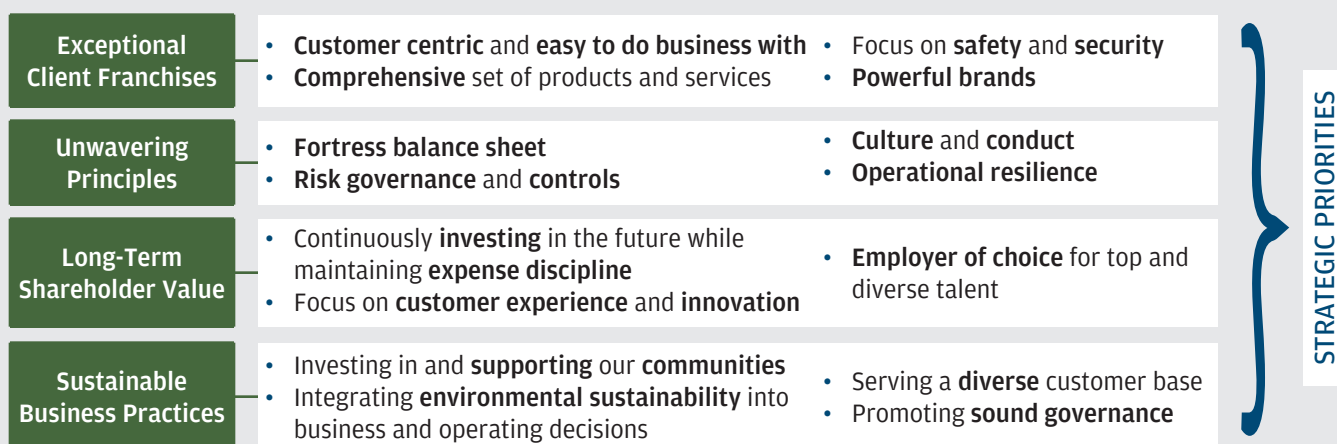 Exceptional
Client Franchises
• Customer centric and easy to do business with
• Comprehensive set of products and services
• Focus on safety and security
• Powerful brands
Unwavering
Principles
• Fortress balance sheet
• Risk governance and controls
• Culture and conduct
• Operational resilience
Long-Term
Shareholder Value
• Continuously investing in the future while
maintaining expense discipline
• Focus on customer experience and innovation
• Employer of choice for top and
diverse talent
Sustainable
Business Practices
• Investing in and supporting our communities
• Integrating environmental sustainability into
business and operating decisions
• Serving a diverse customer base
• Promoting sound governance
STRATEGIC PRIORITIES